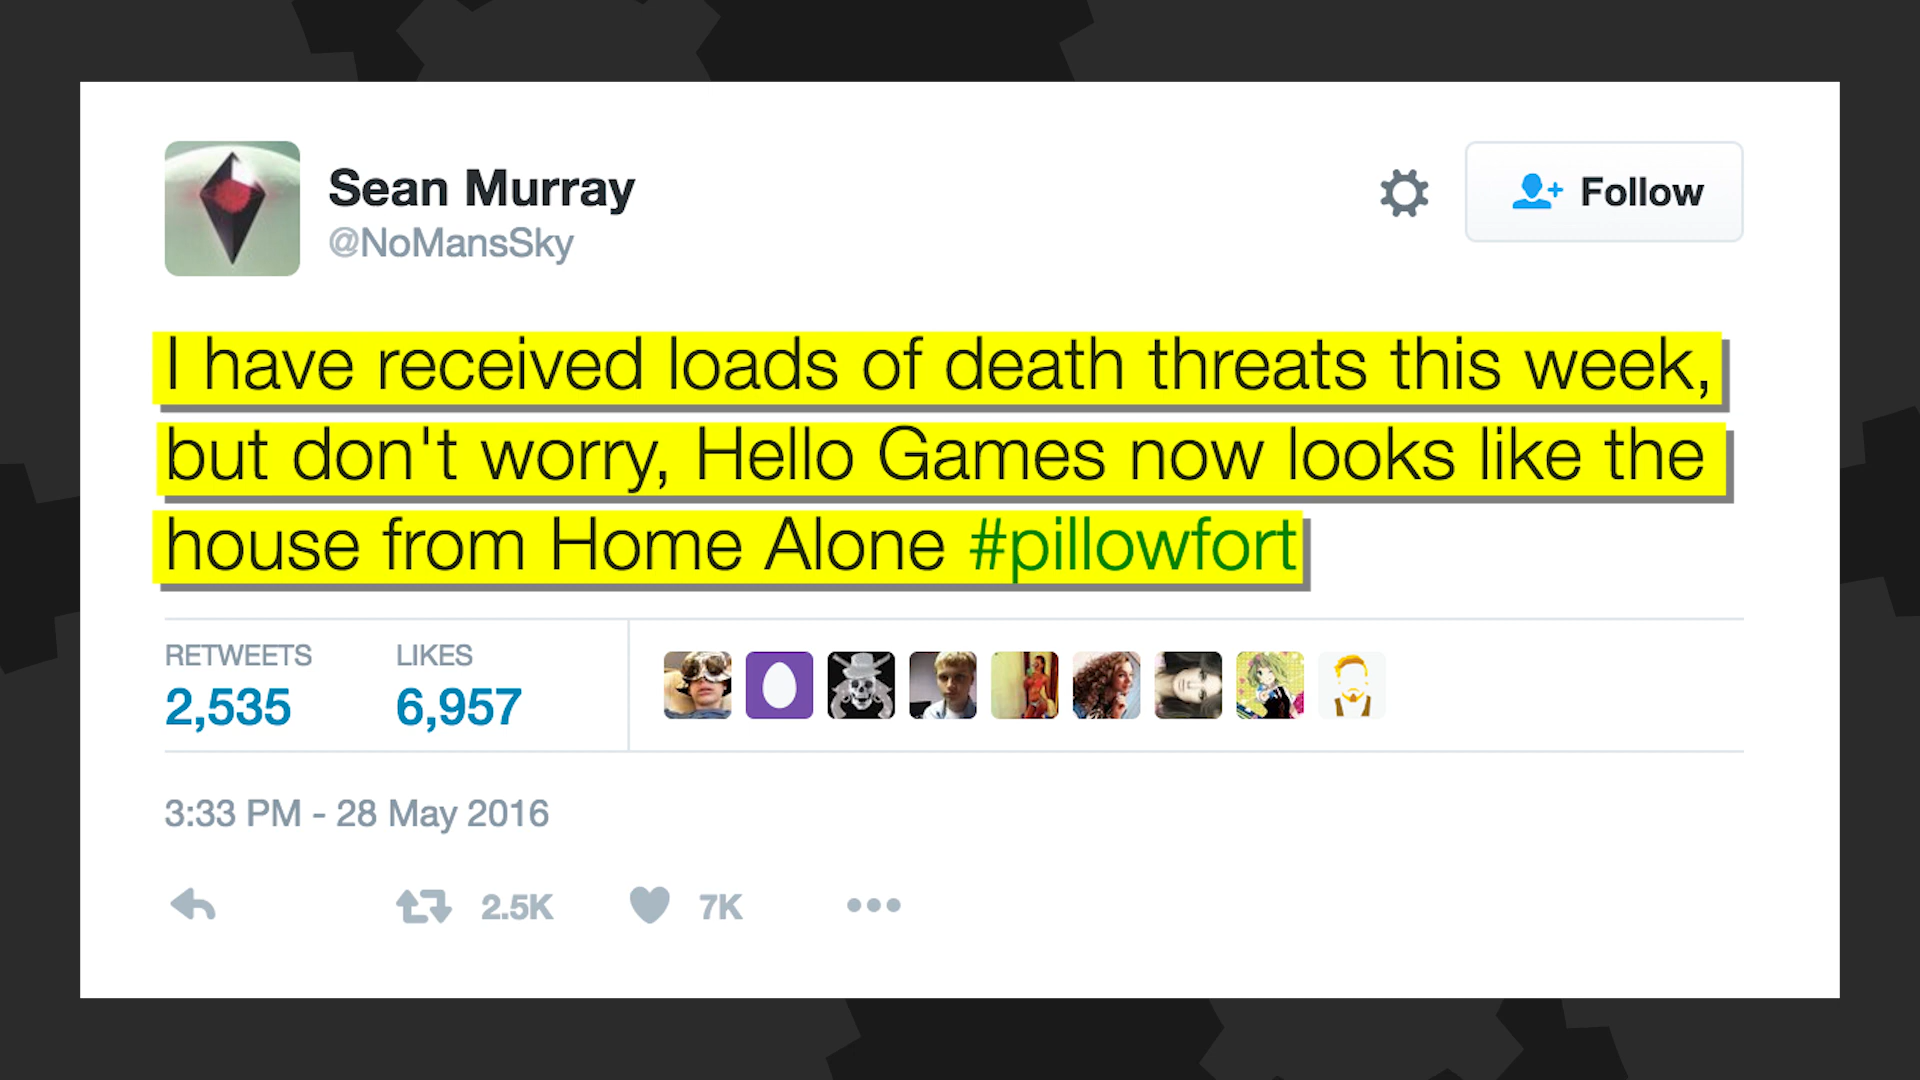 Sean Murray
@NoMansSky
Follow
I have received loads of death threats this week,
but don't worry, Hello Games now looks like the
house from Home Alone #pillowfort
RETWEETS LIKES
2,535 6,957
3:33 PM - 28 May 2016
2.5K 7K